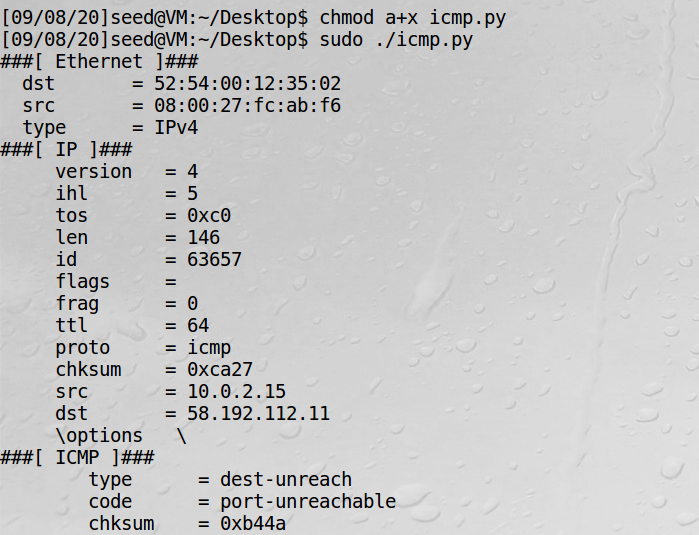 [09/08/20]seed@VM:~/Desktop$ chmod a+x icmp.py
[09/08/20]seed@VM:~/Desktop$ sudo ./icmp.py
###[ Ethernet ]###
  dst       = 52:54:00:12:35:02
  src       = 08:00:27:fc:ab:f6
  type      = IPv4
###[ IP ]###
     version   = 4
     ihl       = 5
     tos       = 0xc0
     len       = 146
     id        = 63657
     flags     =
     frag      = 0
     ttl       = 64
     proto     = icmp
     chksum    = 0xca27
     src       = 10.0.2.15
     dst       = 58.192.112.11
     \options   \
###[ ICMP ]###
        type      = dest-unreach
        code      = port-unreachable
        chksum    = 0xb44a